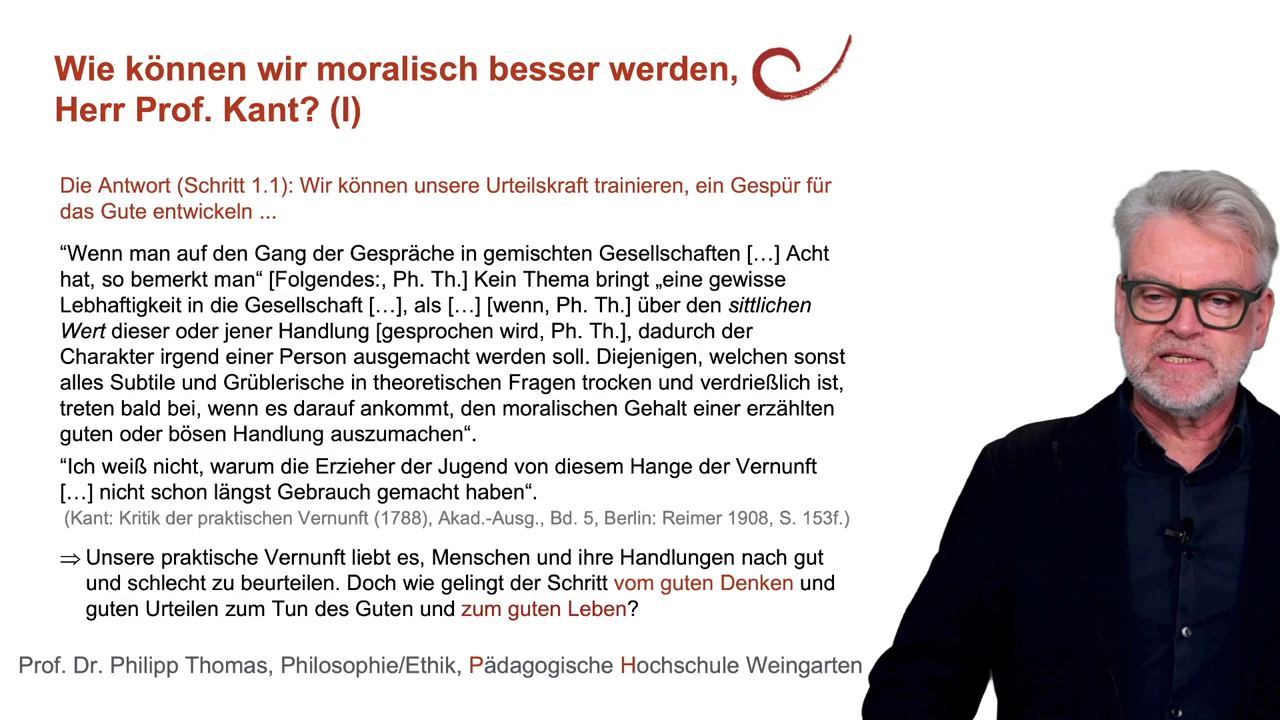 Wie können wir moralisch besser werden,
Herr Prof. Kant? (I)
Die Antwort (Schritt 1.1): Wir können unsere Urteilskraft trainieren, ein Gespür für
das Gute entwickeln ...
“Wenn man auf den Gang der Gespräche in gemischten Gesellschaften […] Acht
hat, so bemerkt man“ [Folgendes:, Ph. Th.] Kein Thema bringt „eine gewisse
Lebhaftigkeit in die Gesellschaft […], als […] [wenn, Ph. Th.] über den sittlichen
Wert dieser oder jener Handlung [gesprochen wird, Ph. Th.], dadurch der
Charakter irgend einer Person ausgemacht werden soll. Diejenigen, welchen sonst
alles Subtile und Grüblerische in theoretischen Fragen trocken und verdrießlich ist,
treten bald bei, wenn es darauf ankommt, den moralischen Gehalt einer erzählten
guten oder bösen Handlung auszumachen“.
“Ich weiß nicht, warum die Erzieher der Jugend von diesem Hange der Vernunft
[…] nicht schon längst Gebrauch gemacht haben“.
(Kant: Kritik der praktischen Vernunft (1788), Akad.-Ausg., Bd. 5, Berlin: Reimer 1908, S. 153f.)
⇒ Unsere praktische Vernunft liebt es, Menschen und ihre Handlungen nach gut
und schlecht zu beurteilen. Doch wie gelingt der Schritt vom guten Denken und
guten Urteilen zum Tun des Guten und zum guten Leben?
Prof. Dr. Philipp Thomas, Philosophie/Ethik, Pädagogische Hochschule Weingarten